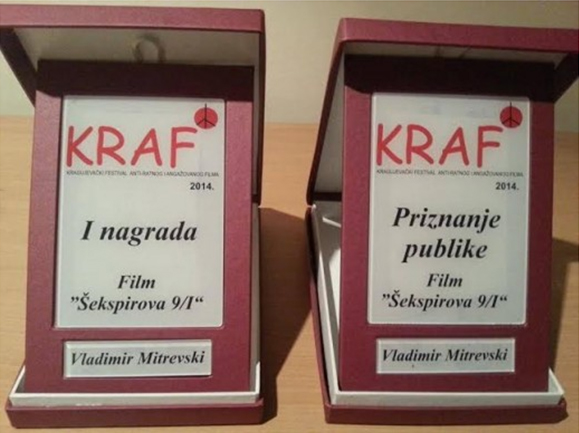 KRAF
KRAGUJEVAČKI FESTIVAL ANTI-RATNOG I ANGAŽOVANOG FILMA
2014.
I nagrada
Film
”Šekspirova 9/I“
Vladimir Mitrevski
KRAF
KRAGUJEVAČKI FESTIVAL ANTI-RATNOG I ANGAŽOVANOG FILMA
2014.
Priznanje
publike
Film
”Šekspirova 9/I“
Vladimir Mitrevski